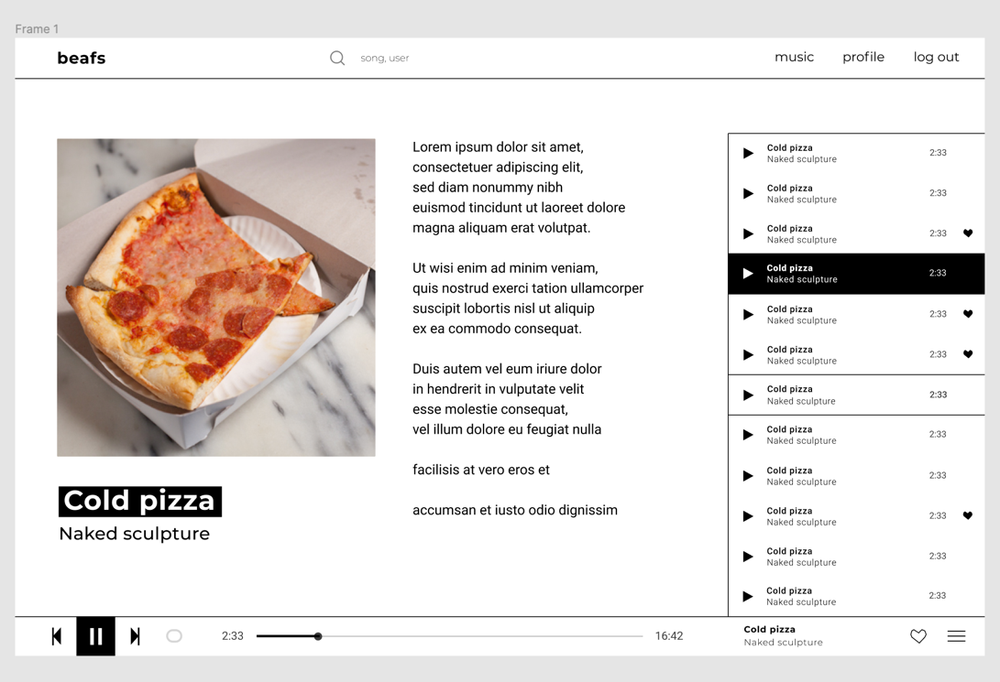 Frame 1
beafs
song, user
music profile log out
Lorem ipsum dolor sit amet,
consectetuer adipiscing elit,
sed diam nonummy nibh
euismod tincidunt ut laoreet dolore
magna aliquam erat volutpat.
Ut wisi enim ad minim veniam,
quis nostrud exerci tation ullamcorper
suscipit lobortis nisl ut aliquip
ex ea commodo consequat.
Duis autem vel eum iriure dolor
in hendrerit in vulputate velit
esse molestie consequat,
vel illum dolore eu feugiat nulla
facilisis at vero eros et
accumsan et iusto odio dignissim
Cold pizza
Naked sculpture
Cold pizza
Naked sculpture 2:33
Cold pizza
Naked sculpture 2:33
Cold pizza
Naked sculpture 2:33
Cold pizza
Naked sculpture 2:33
Cold pizza
Naked sculpture 2:33
Cold pizza
Naked sculpture 2:33
Cold pizza
Naked sculpture 2:33
Cold pizza
Naked sculpture 2:33
Cold pizza
Naked sculpture 2:33
Cold pizza
Naked sculpture 2:33
Cold pizza
Naked sculpture 2:33
Cold pizza
Naked sculpture 2:33
2:33 16:42
Cold pizza
Naked sculpture